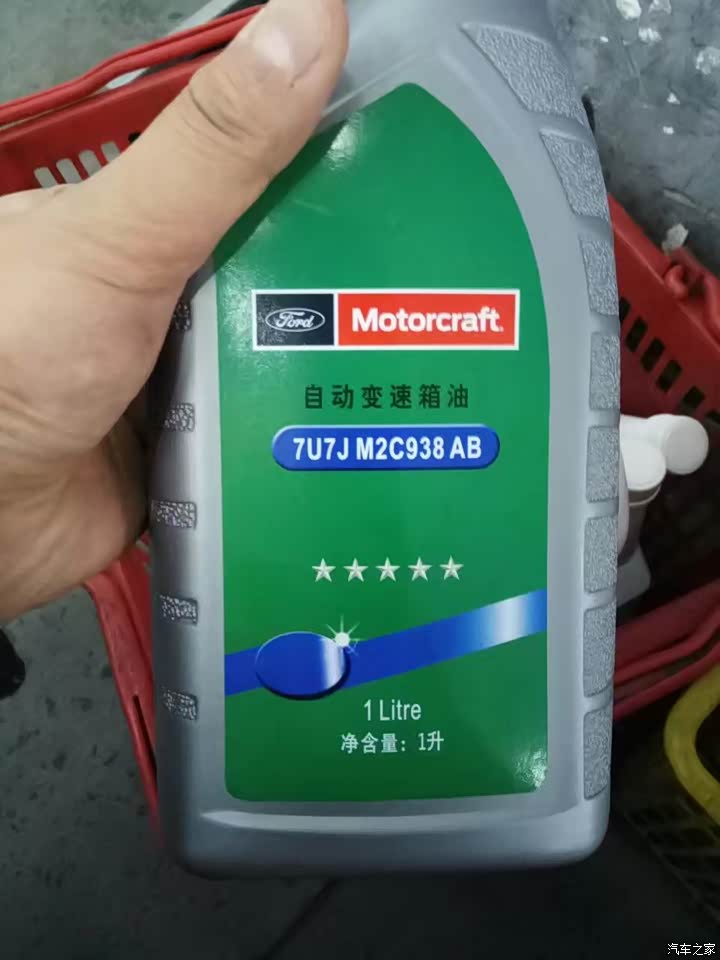 Ford
Motorcraft®
自动变速箱油
7U7J M2C938 AB
1 Litre
净含量：1升
汽车之家